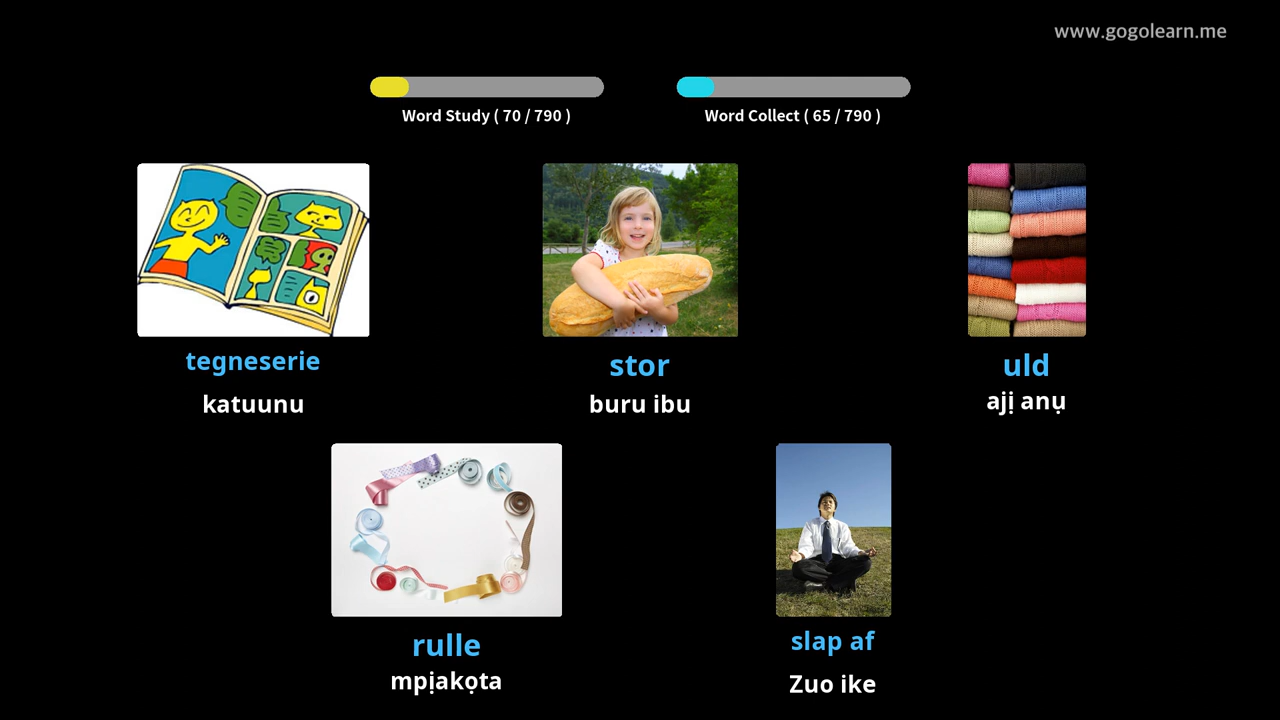 www.gogolearn.me
Word Study ( 70 / 790 )
Word Collect ( 65 / 790 )
tegneserie
stor
uld
katuunu
buru ibu
ajị anụ
rulle
slap af
mpịakọta
Zuo ike